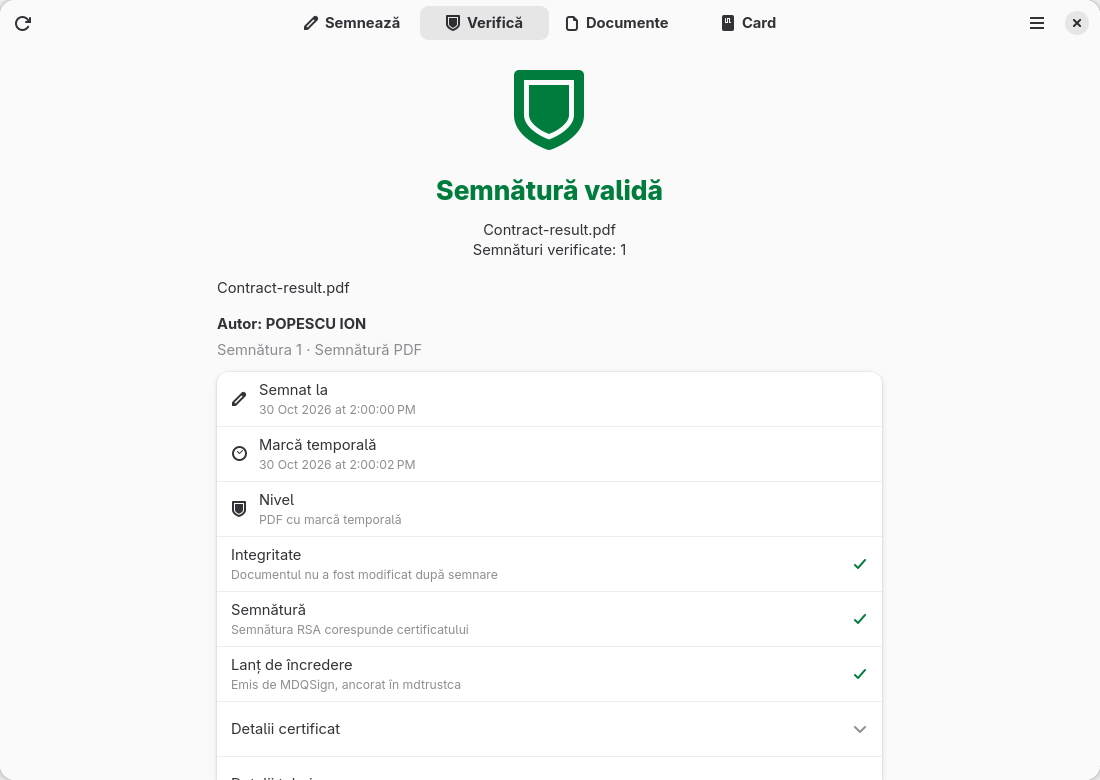 Semnează
Verifică
Documente
Card
Semnătură validă
Contract-result.pdf
Semnături verificate: 1
Contract-result.pdf
Autor: POPESCU ION
Semnătura 1 · Semnătură PDF
Semnat la
30 Oct 2026 at 2:00:00 PM
Marcă temporală
30 Oct 2026 at 2:00:02 PM
Nivel
PDF cu marcă temporală
Integritate
Documentul nu a fost modificat după semnare
Semnătură
Semnătura RSA corespunde certificatului
Lanț de încredere
Emis de MDQSign, ancorat în mdtrustca
Detalii certificat